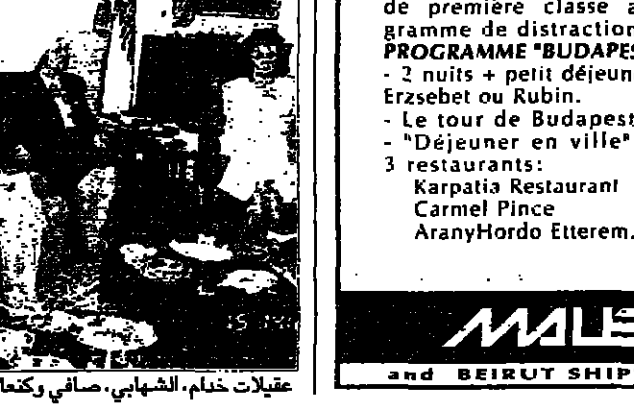 de première classe a
gramme de distraction
PROGRAMME "BUDAPES
- 2 nuits + petit déjeun
Erzsebet ou Rubin.
- Le tour de Budapest
- "Déjeuner en ville"
3 restaurants:
Karpatia Restaurant
Carmel Pince
AranyHordo Etterem.
MALE
and BEIRUT SHIP
عقيلات خدام، الشهابي، صافي وكنعا